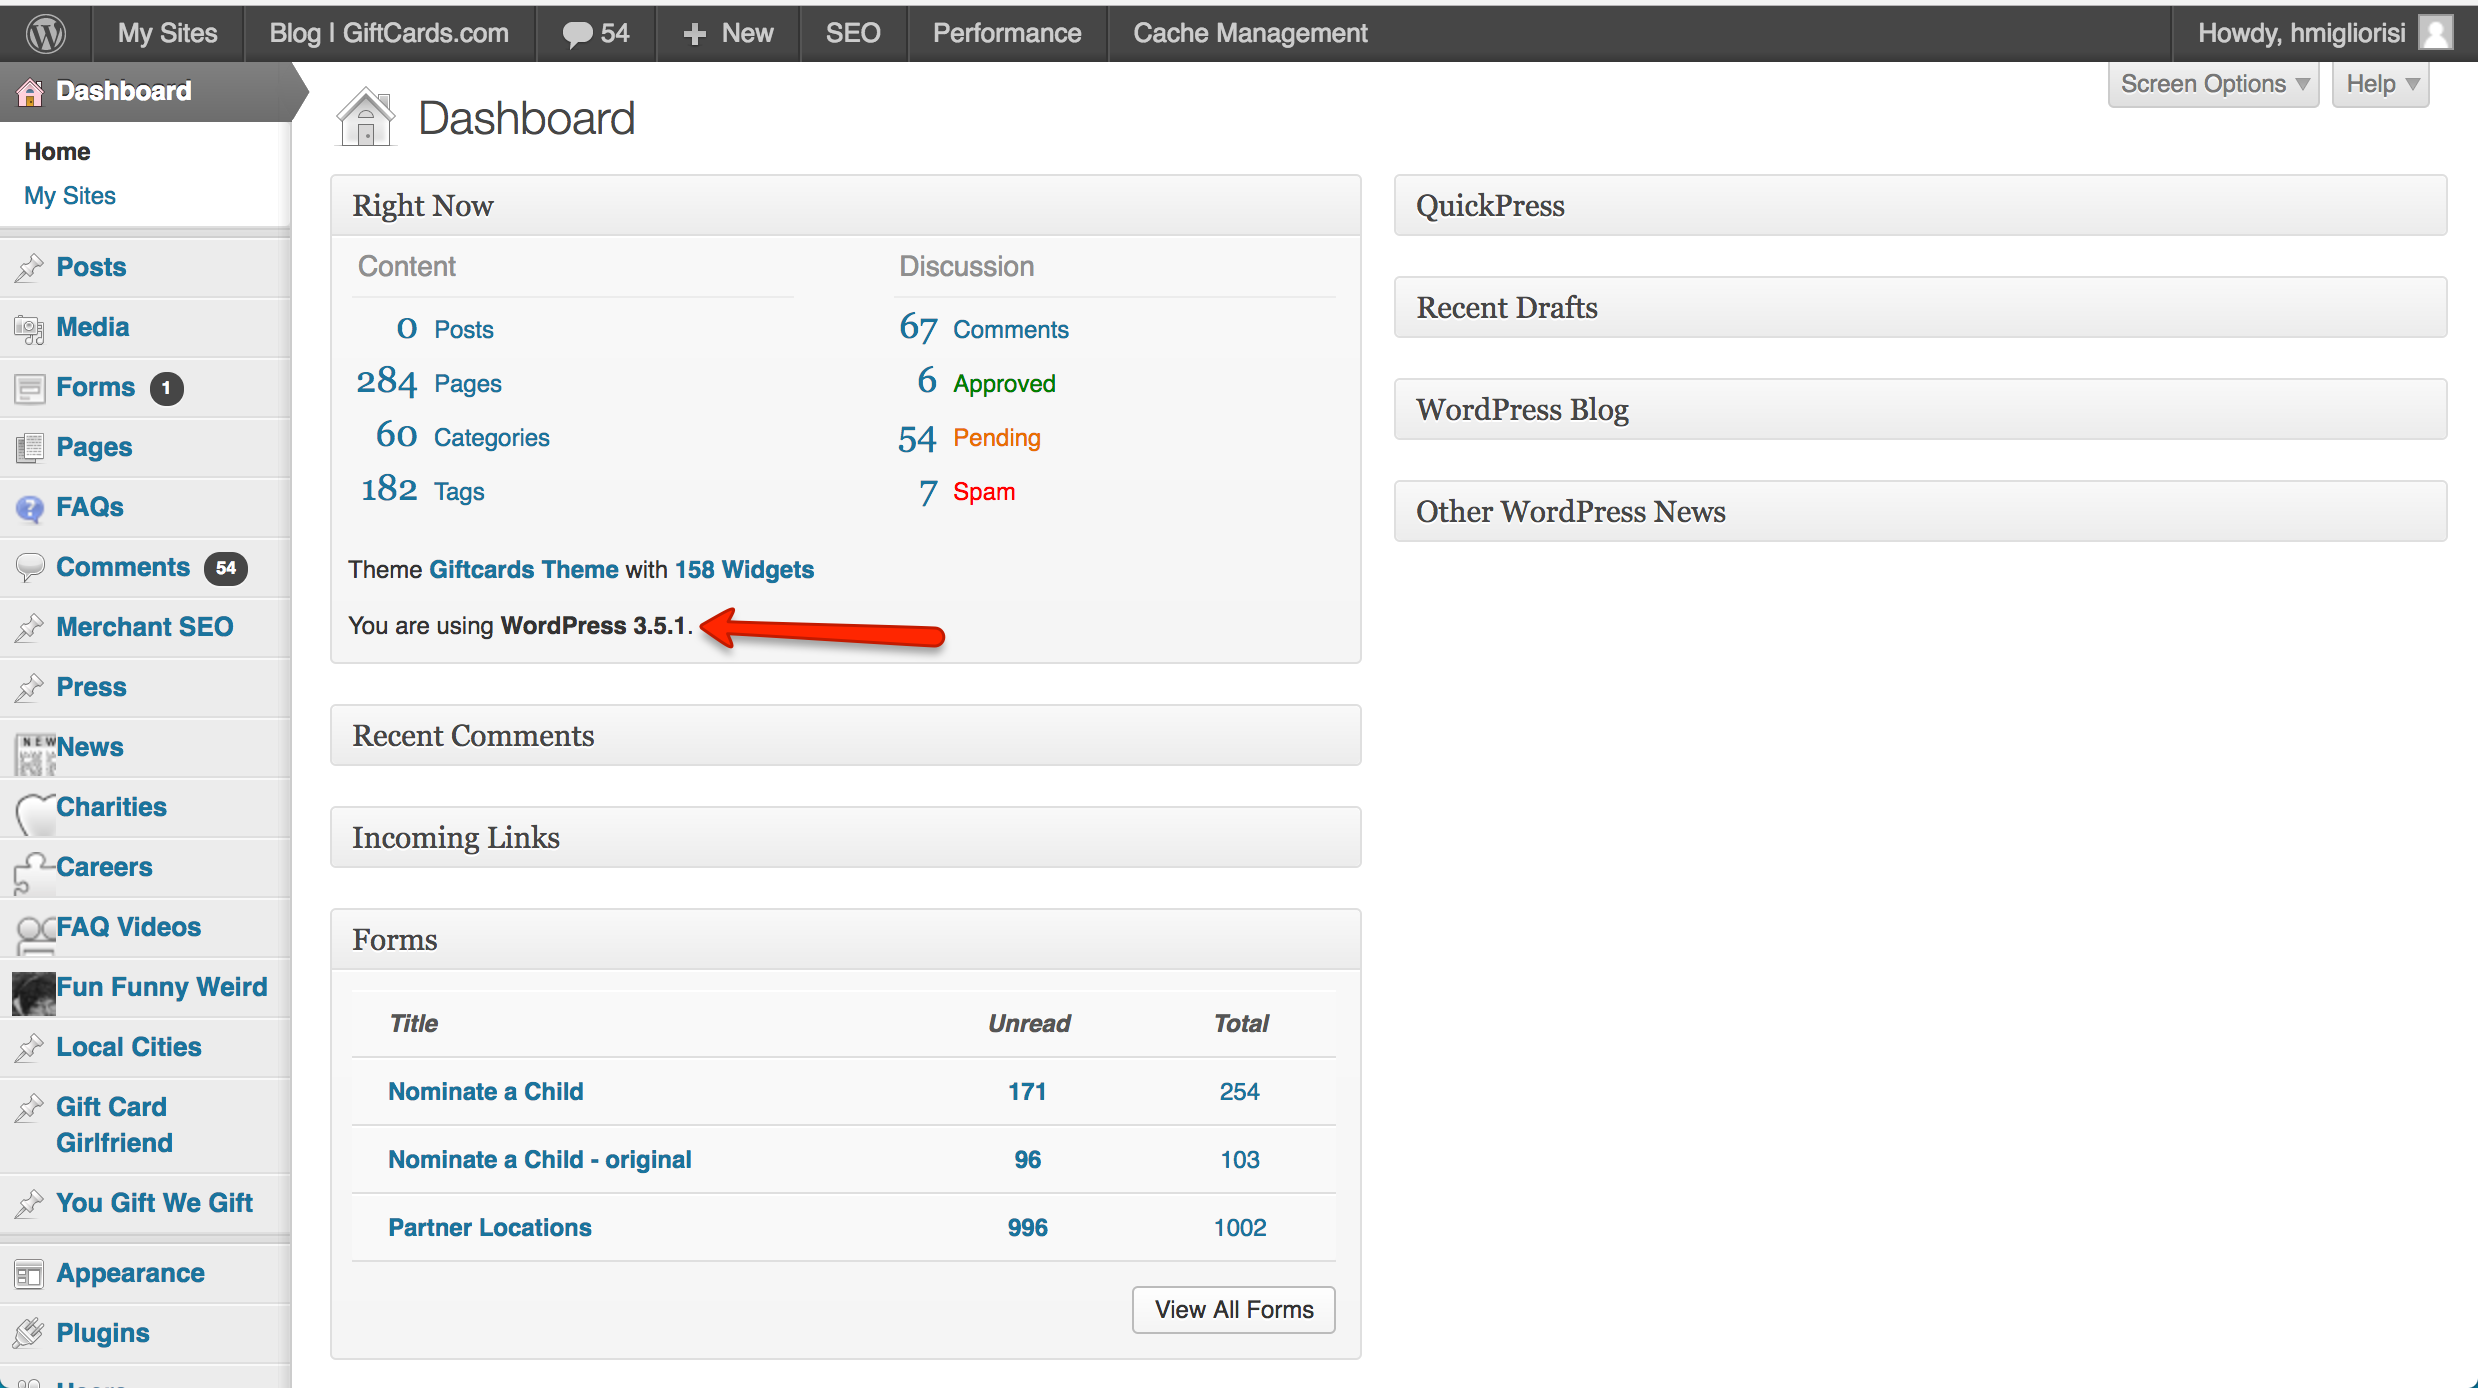 My Sites
Blog | GiftCards.com
54
New
SEO
Performance
Cache Management
Howdy, hmigliorisi
Screen Options
Help
Dashboard
Home
My Sites
Posts
Media
Forms 1
Pages
FAQs
Comments 54
Merchant SEO
Press
NEW
News
Charities
Careers
FAQ Videos
Fun Funny Weird
Local Cities
Gift Card
Girlfriend
You Gift We Gift
Appearance
Plugins
Dashboard
Right Now
Content
0 Posts
284 Pages
60 Categories
182 Tags
Discussion
67 Comments
6 Approved
54 Pending
7 Spam
Theme Giftcards Theme with 158 Widgets
You are using WordPress 3.5.1.
Recent Comments
Incoming Links
Forms
Title Unread Total
Nominate a Child 171 254
Nominate a Child - original 96 103
Partner Locations 996 1002
View All Forms
QuickPress
Recent Drafts
WordPress Blog
Other WordPress News